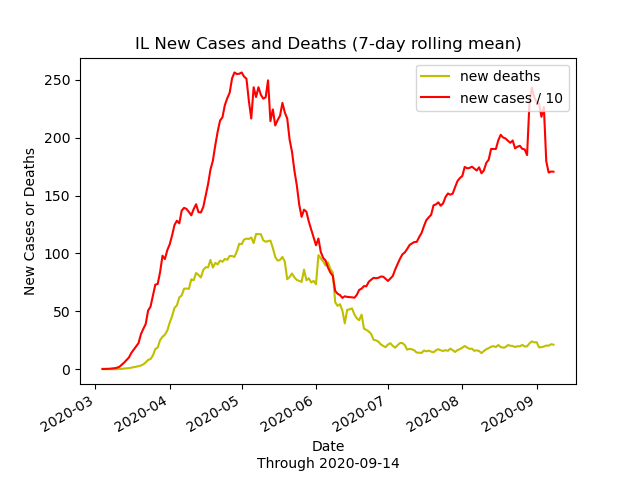 IL New Cases and Deaths (7-day rolling mean)
new deaths
new cases / 10
New Cases or Deaths
250
200
150
100
50
0
2020-03
2020-04
2020-05
2020-06
2020-07
2020-08
2020-09
Date
Through 2020-09-14